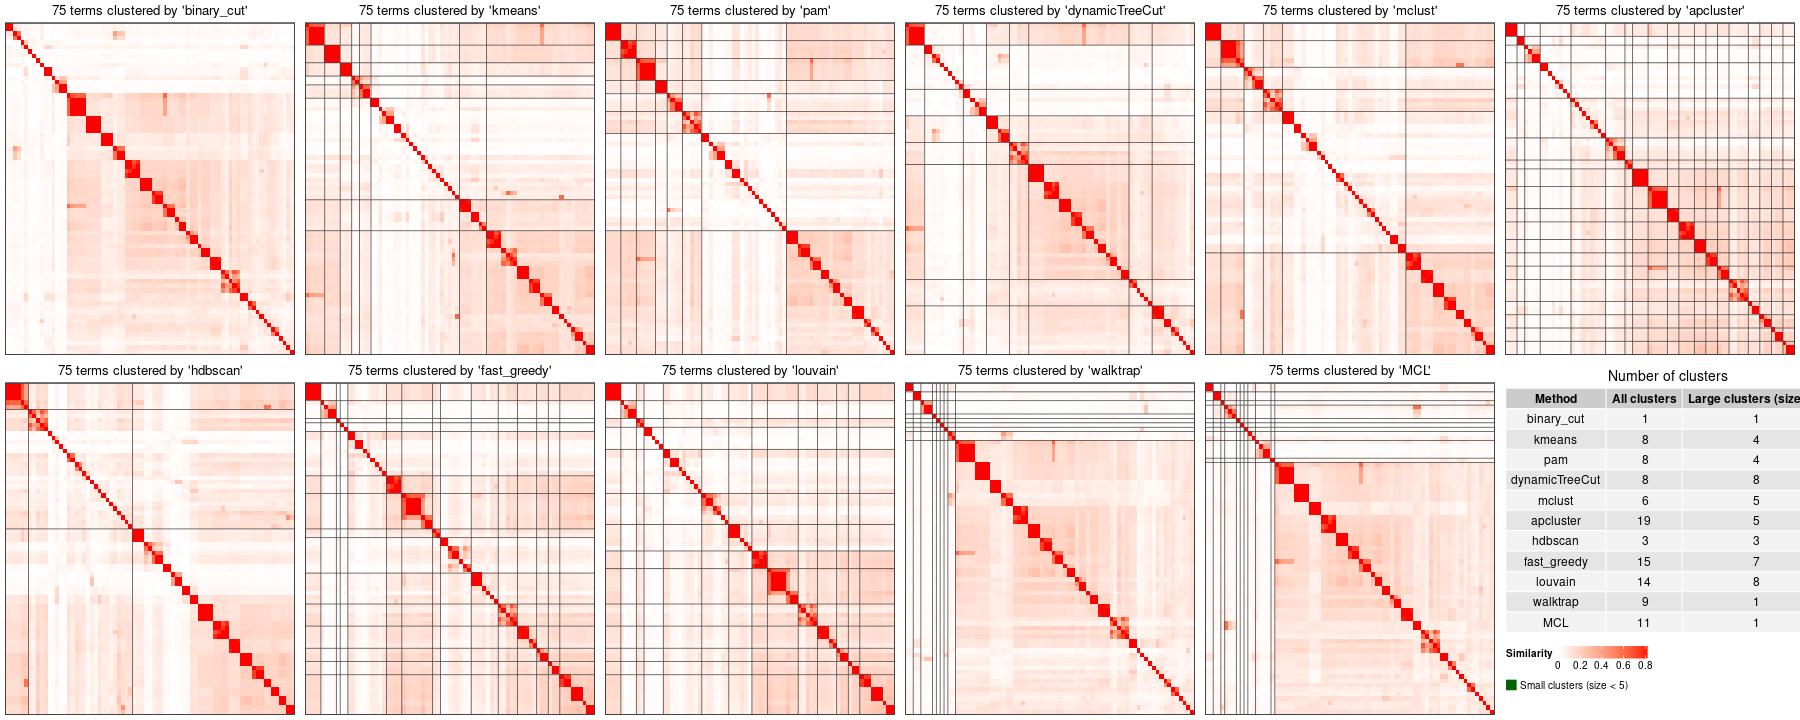 75 terms clustered by 'binary_cut'
75 terms clustered by 'kmeans'
75 terms clustered by 'pam'
75 terms clustered by 'dynamicTreeCut'
75 terms clustered by 'mclust'
75 terms clustered by 'apcluster'
75 terms clustered by 'hdbscan'
75 terms clustered by 'fast_greedy'
75 terms clustered by 'louvain'
75 terms clustered by 'walktrap'
75 terms clustered by 'MCL'
Number of clusters
Method All clusters Large clusters (size
binary_cut 1 1
kmeans 8 4
pam 8 4
dynamicTreeCut 8 8
mclust 6 5
apcluster 19 5
hdbscan 3 3
fast_greedy 15 7
louvain 14 8
walktrap 9 1
MCL 11 1
Similarity
0 0.2 0.4 0.6 0.8
Small clusters (size < 5)